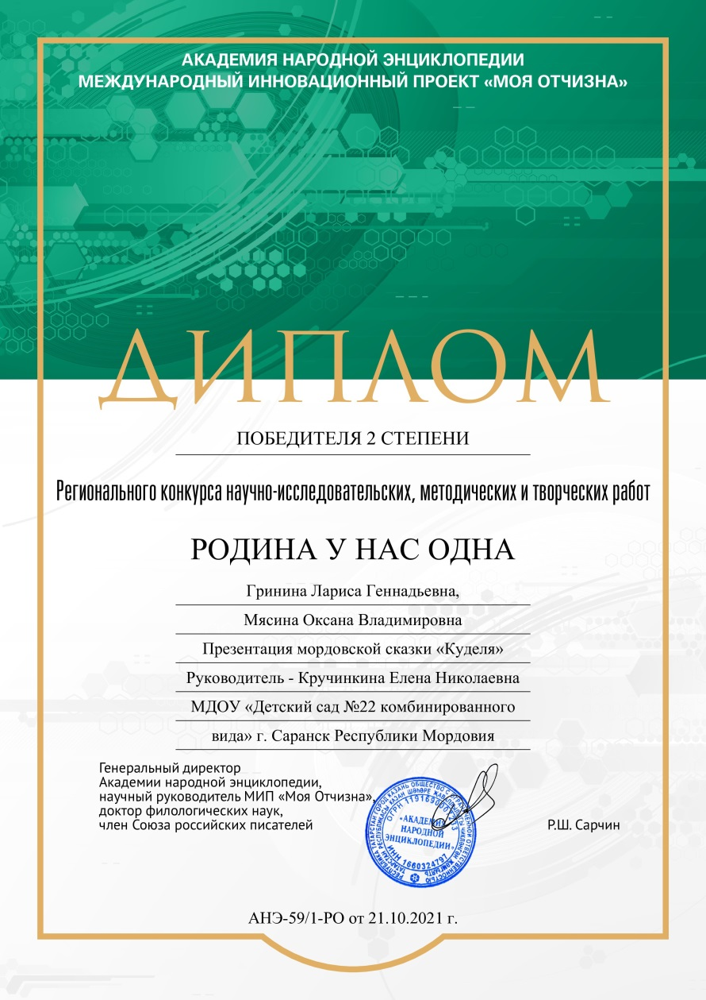 АКАДЕМИЯ НАРОДНОЙ ЭНЦИКЛОПЕДИИ
МЕЖДУНАРОДНЫЙ ИННОВАЦИОННЫЙ ПРОЕКТ «МОЯ ОТЧИЗНА»
ДИПЛОМ
ПОБЕДИТЕЛЯ 2 СТЕПЕНИ
Регионального конкурса научно-исследовательских, методических и творческих работ
РОДИНА У НАС ОДНА
Гринина Лариса Геннадьевна,
Мясина Оксана Владимировна
Презентация мордовской сказки «Куделя»
Руководитель - Кручинкина Елена Николаевна
МДОУ «Детский сад №22 комбинированного
вида» г. Саранск Республики Мордовия
Генеральный директор
Академии народной энциклопедии,
научный руководитель МИП «Моя Отчизна»,
доктор филологических наук,
член Союза российских писателей
Р.Ш. Сарчин
«АКАДЕМИЯ
НАРОДНОЙ
ЭНЦИКЛОПЕДИИ»
ИНН 1660324797
АНЭ-59/1-РО от 21.10.2021 г.